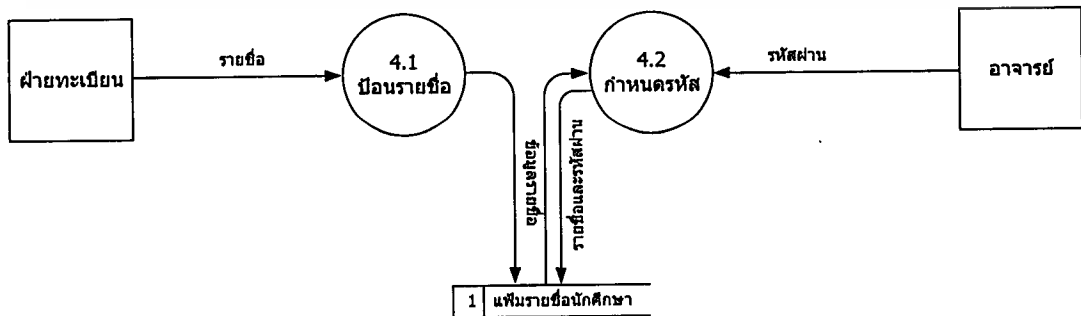 ฝ่ายทะเบียน
รายชื่อ
4.1
ป้อนรายชื่อ
4.2
กำหนดรหัส
รหัสผ่าน
อาจารย์
ข้อมูลรายชื่อ
รายชื่อและรหัสผ่าน
1 แฟ้มรายชื่อนักศึกษา